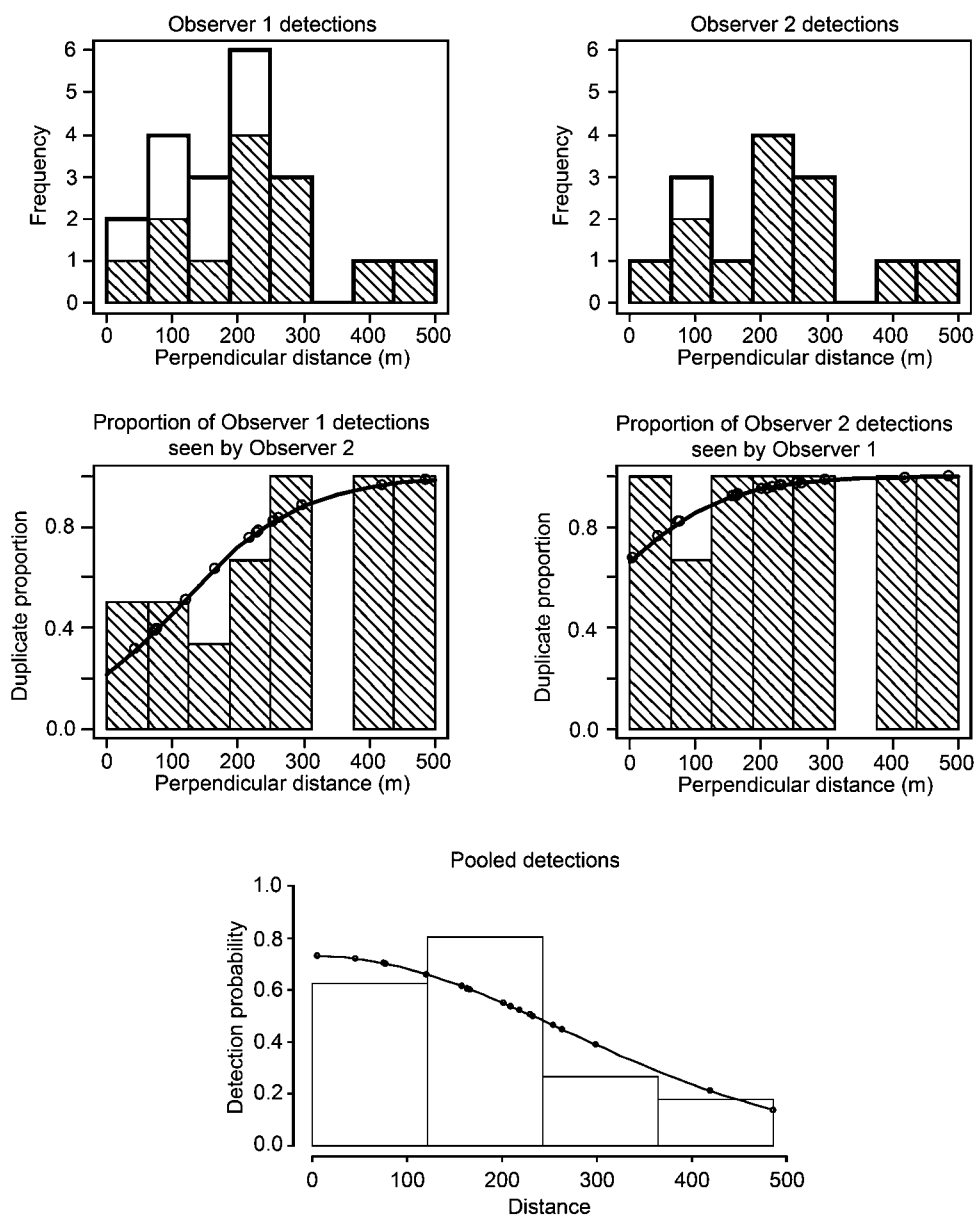 Observer 1 detections
Frequency
6
5
4
3
2
1
0
0 100 200 300 400 500
Perpendicular distance (m)
Observer 2 detections
Frequency
6
5
4
3
2
1
0
0 100 200 300 400 500
Perpendicular distance (m)
Proportion of Observer 1 detections
seen by Observer 2
Duplicate proportion
0.8
0.4
0.0
0 100 200 300 400 500
Perpendicular distance (m)
Proportion of Observer 2 detections
seen by Observer 1
Duplicate proportion
0.8
0.4
0.0
0 100 200 300 400 500
Perpendicular distance (m)
Pooled detections
Detection probability
1.0
0.8
0.6
0.4
0.2
0.0
0 100 200 300 400 500
Distance